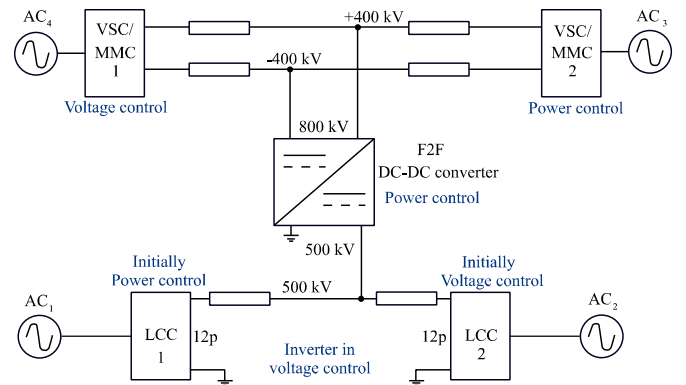 AC4
VSC/
MMC
1
Voltage control
+400 kV
-400 kV
VSC/
MMC
2
AC3
Power control
800 kV
F2F
DC-DC converter
Power control
500 kV
Initially
Power control
500 kV
Initially
Voltage control
AC1
LCC
1
12p
Inverter in
voltage control
12p
LCC
2
AC2